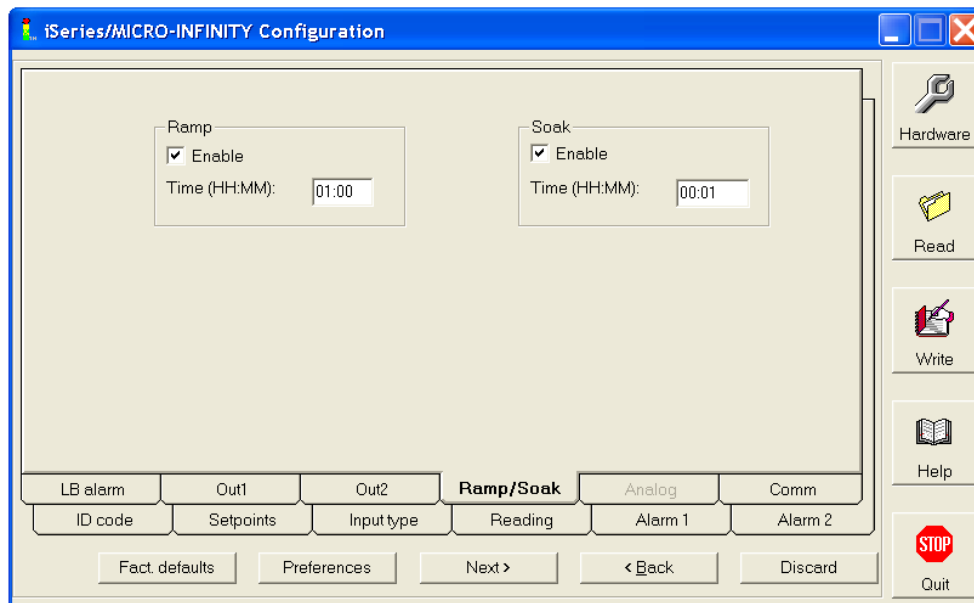 iSeries/MICRO-INFINITY Configuration
Ramp
Enable
Time (HH:MM): 01:00
Soak
Enable
Time (HH:MM): 00:01
Hardware
Read
Write
Help
STOP
Quit
LB alarm Out1 Out2 Ramp/Soak Analog Comm
ID code Setpoints Input type Reading Alarm 1 Alarm 2
Fact. defaults Preferences Next > < Back Discard